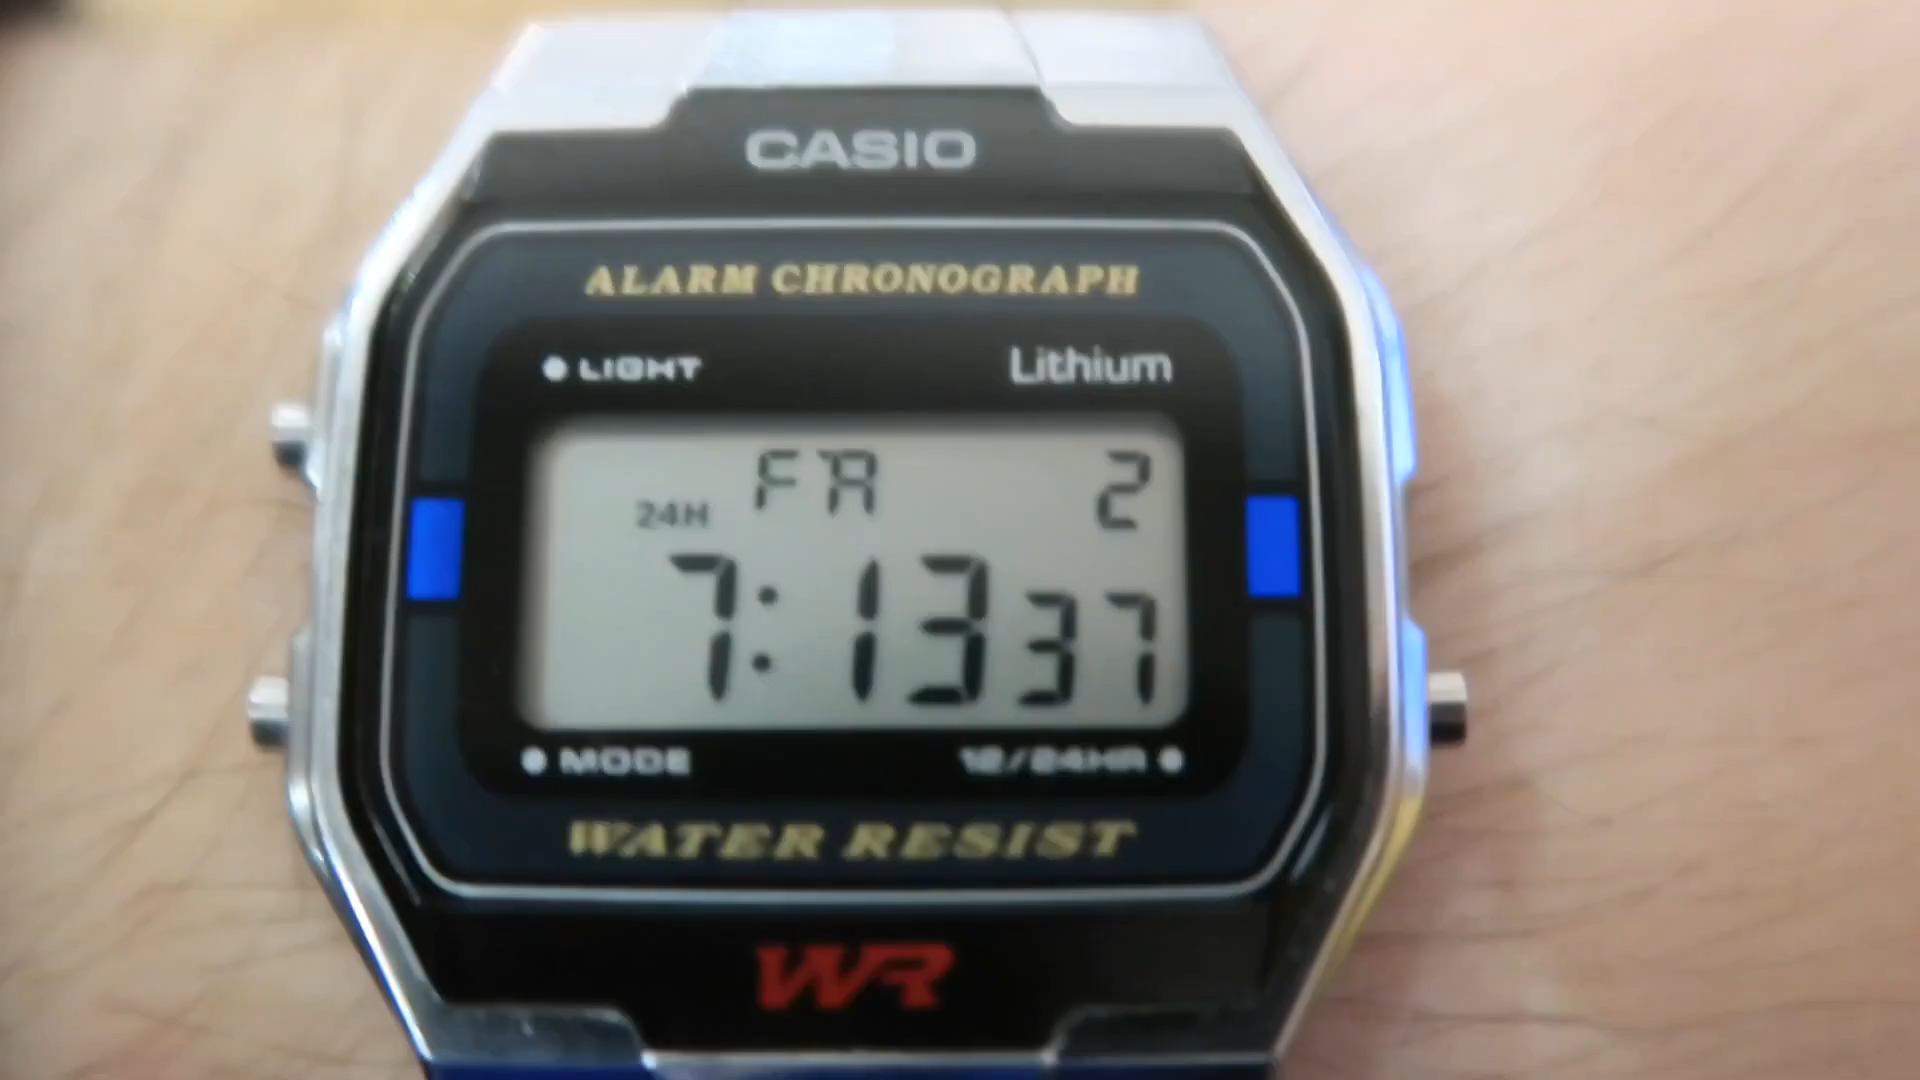 CASIO
ALARM CHRONOGRAPH
LIGHT Lithium
FR 2
24H
7:13 37
MODE 12/24HR
WATER RESIST
WR